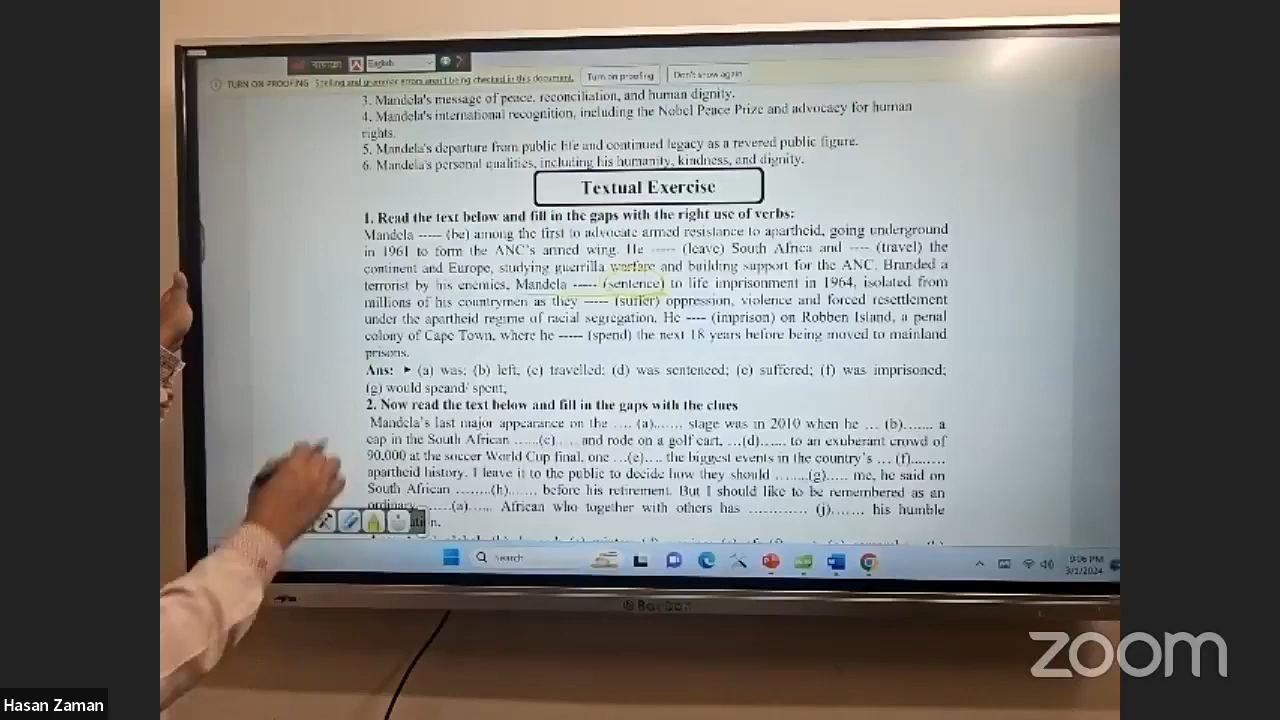 English
TURN ON PROOFING Spelling and grammar errors aren't being checked in this document. Turn on proofing Don't show again
3. Mandela's message of peace, reconciliation, and human dignity.
4. Mandela's international recognition, including the Nobel Peace Prize and advocacy for human
rights.
5. Mandela's departure from public life and continued legacy as a revered public figure.
6. Mandela's personal qualities, including his humanity, kindness, and dignity.
Textual Exercise
1. Read the text below and fill in the gaps with the right use of verbs:
Mandela ----- (be) among the first to advocate armed resistance to apartheid, going underground
in 1961 to form the ANC's armed wing. He ----- (leave) South Africa and ---- (travel) the
continent and Europe, studying guerrilla warfare and building support for the ANC. Branded a
terrorist by his enemies, Mandela ----- (sentence) to life imprisonment in 1964, isolated from
millions of his countrymen as they ----- (suffer) oppression, violence and forced resettlement
under the apartheid regime of racial segregation. He ---- (imprison) on Robben Island, a penal
colony of Cape Town, where he ----- (spend) the next 18 years before being moved to mainland
prisons.
Ans: ► (a) was; (b) left; (c) travelled; (d) was sentenced; (e) suffered; (f) was imprisoned;
(g) would speand/ spent;
2. Now read the text below and fill in the gaps with the clues
Mandela's last major appearance on the .... (a)....... stage was in 2010 when he ... (b)....... a
cap in the South African ......(c)..... and rode on a golf cart, ...(d)...... to an exuberant crowd of
90,000 at the soccer World Cup final, one ...(e).... the biggest events in the country's ... (f)........
apartheid history. I leave it to the public to decide how they should ........(g)..... me, he said on
South African ........(h)....... before his retirement. But I should like to be remembered as an
ordinary.......(a)...... African who together with others has ............ (j)....... his humble
Search
9:06 PM
3/1/2024
zoom
Hasan Zaman